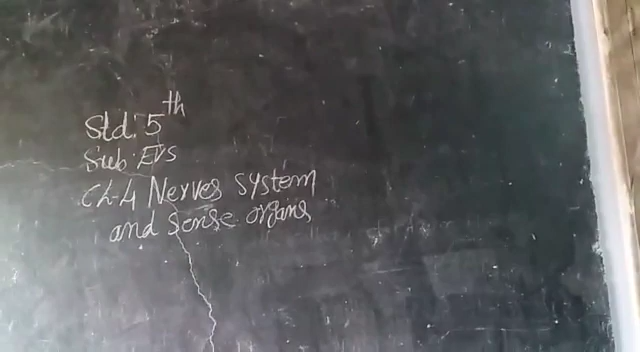 Std: 5th
Sub EVS
Ch-4 Nerves system
and Sense organs